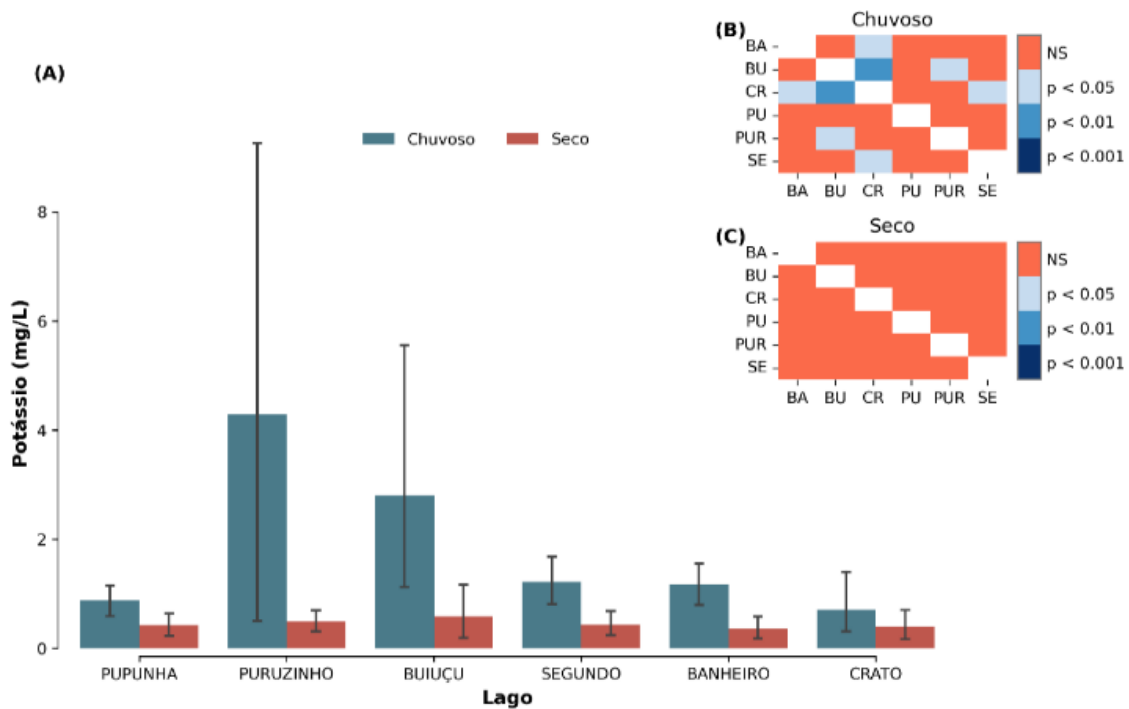 (A)
Chuvoso
Seco
Potássio (mg/L)
8
6
4
2
0
PUPUNHA
PURUZINHO
BUIUÇU
SEGUNDO
BANHEIRO
CRATO
Lago
(B)
Chuvoso
BA
BU
CR
PU
PUR
SE
BA BU CR PU PUR SE
NS
p < 0.05
p < 0.01
p < 0.001
(C)
Seco
BA
BU
CR
PU
PUR
SE
BA BU CR PU PUR SE
NS
p < 0.05
p < 0.01
p < 0.001